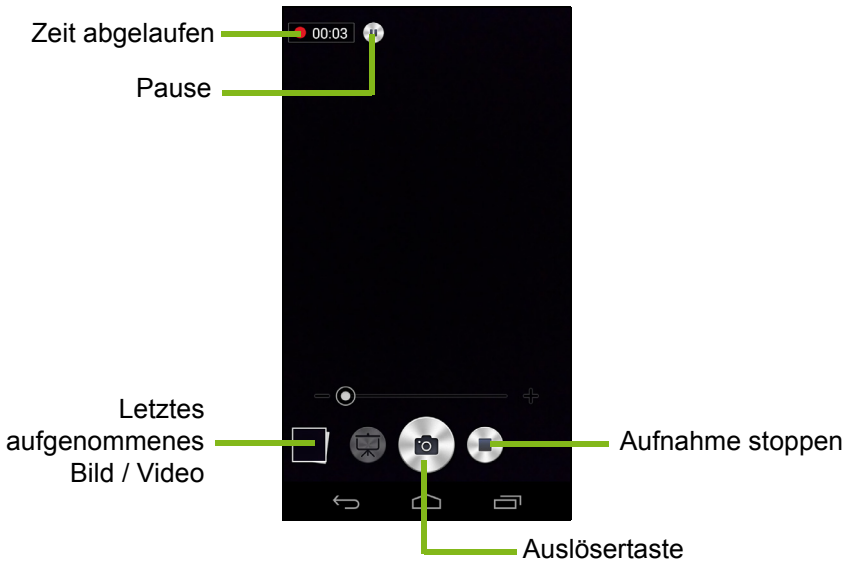 Zeit abgelaufen
00:03
Pause
Letztes
aufgenommenes
Bild / Video
Aufnahme stoppen
Auslösertaste